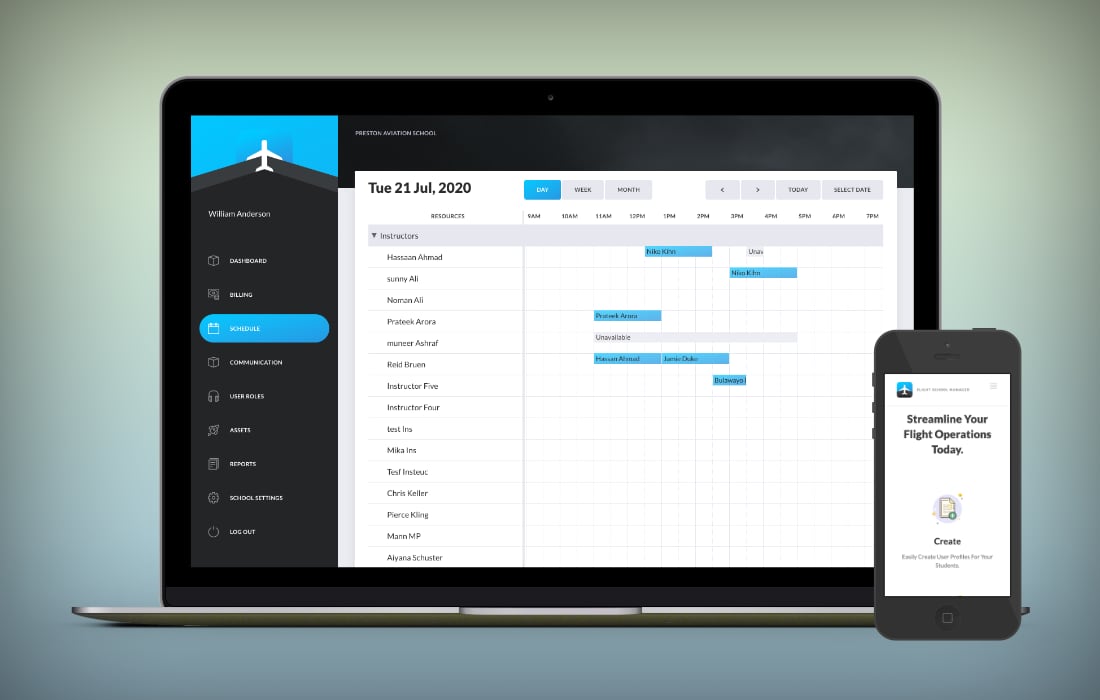 PRESTON AVIATION SCHOOL
William Anderson
DASHBOARD
BILLING
SCHEDULE
COMMUNICATION
USER ROLES
ASSETS
REPORTS
SCHOOL SETTINGS
LOG OUT
Tue 21 Jul, 2020
DAY WEEK MONTH < > TODAY SELECT DATE
RESOURCES 9AM 10AM 11AM 12PM 1PM 2PM 3PM 4PM 5PM 6PM 7PM
Instructors
Hassaan Ahmad Niko Kihn Unav
sunny Ali Niko Kihn
Noman Ali
Prateek Arora Prateek Arora
muneer Ashraf Unavailable
Reid Bruen Hassan Ahmad Jamie Duke
Instructor Five Bulawayo
Instructor Four
test Ins
Mika Ins
Tesf Insteuc
Chris Keller
Pierce Kling
Mann MP
Aiyana Schuster
FLIGHT SCHOOL MANAGER
Streamline Your
Flight Operations
Today.
Create
Easily Create User Profiles For Your
Students.